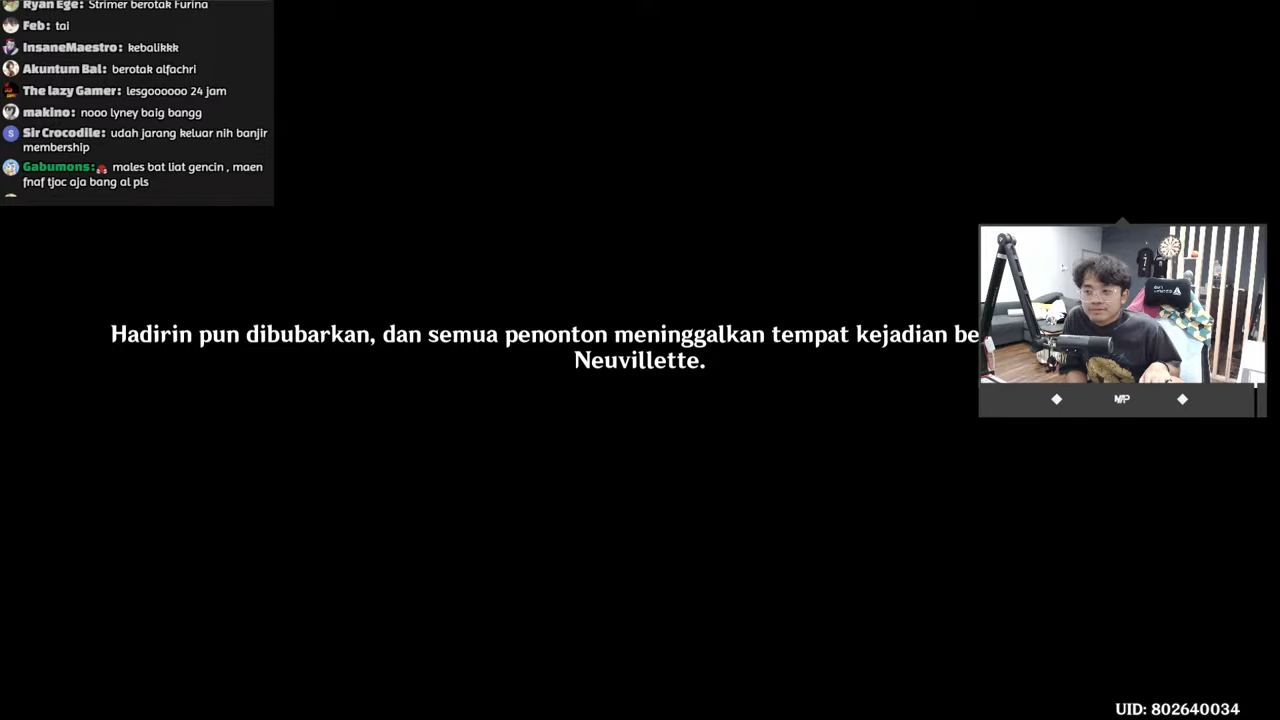 Ryan Ege: Strimer berotak Furina
Feb: tai
InsaneMaestro: kebalikkk
Akuntum Bal: berotak alfachri
The lazy Gamer: lesgoooooo 24 jam
makino: nooo lyney baig bangg
S Sir Crocodile: udah jarang keluar nih banjir
membership
Gabumons: males bat liat gencin , maen
fnaf tjoc aja bang al pls
Hadirin pun dibubarkan, dan semua penonton meninggalkan tempat kejadian be
Neuvillette.
UID: 802640034